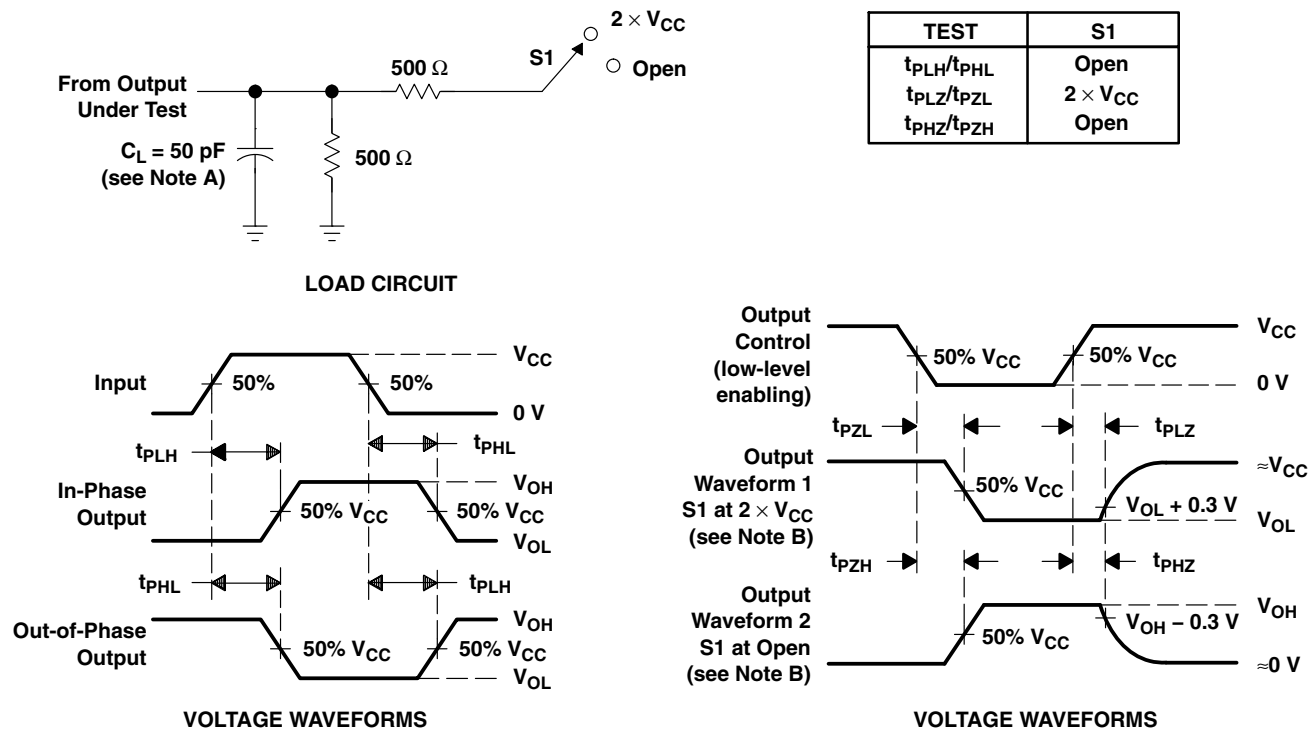 2 × VCC
S1
Open
500 Ω
From Output
Under Test
CL = 50 pF
(see Note A)
500 Ω
LOAD CIRCUIT
TEST S1
tPLH/tPHL Open
tPLZ/tPZL 2 × VCC
tPHZ/tPZH Open
Input
50%
50%
VCC
0 V
tPLH
tPHL
In-Phase
Output
50% VCC
50% VCC
VOH
VOL
tPHL
tPLH
Out-of-Phase
Output
50% VCC
50% VCC
VOH
VOL
VOLTAGE WAVEFORMS
Output
Control
(low-level
enabling)
50% VCC
50% VCC
VCC
0 V
tPZL
tPLZ
Output
Waveform 1
S1 at 2 × VCC
(see Note B)
50% VCC
VOL + 0.3 V
≈VCC
VOL
tPZH
tPHZ
Output
Waveform 2
S1 at Open
(see Note B)
50% VCC
VOH − 0.3 V
VOH
≈0 V
VOLTAGE WAVEFORMS